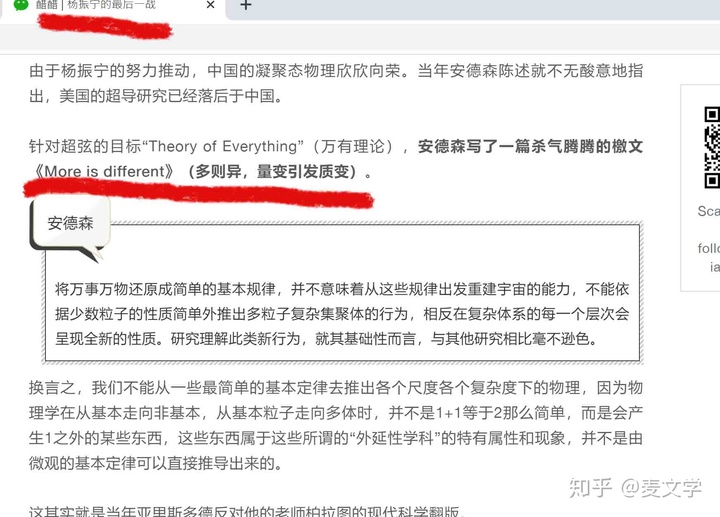 醋醋 | 杨振宁的最后一战
由于杨振宁的努力推动，中国的凝聚态物理欣欣向荣。当年安德森陈述就不无酸意地指
出，美国的超导研究已经落后于中国。
针对超弦的目标“Theory of Everything”（万有理论），安德森写了一篇杀气腾腾的檄文
《More is different》（多则异，量变引发质变）。
安德森
将万事万物还原成简单的基本规律，并不意味着从这些规律出发重建宇宙的能力，不能依
据少数粒子的性质简单外推出多粒子复杂集聚体的行为，相反在复杂体系的每一个层次会
呈现全新的性质。研究理解此类新行为，就其基础性而言，与其他研究相比毫不逊色。
换言之，我们不能从一些最简单的基本定律去推出各个尺度各个复杂度下的物理，因为物
理学在从基本走向非基本，从基本粒子走向多体时，并不是1+1等于2那么简单，而是会产
生1之外的某些东西，这些东西属于这些所谓的“外延性学科”的特有属性和现象，并不是由
微观的基本定律可以直接推导出来的。
这其实就是当年亚里斯多德反对他的老师柏拉图的现代科学翻版。
Sca
follo
ia
知乎 @麦文学